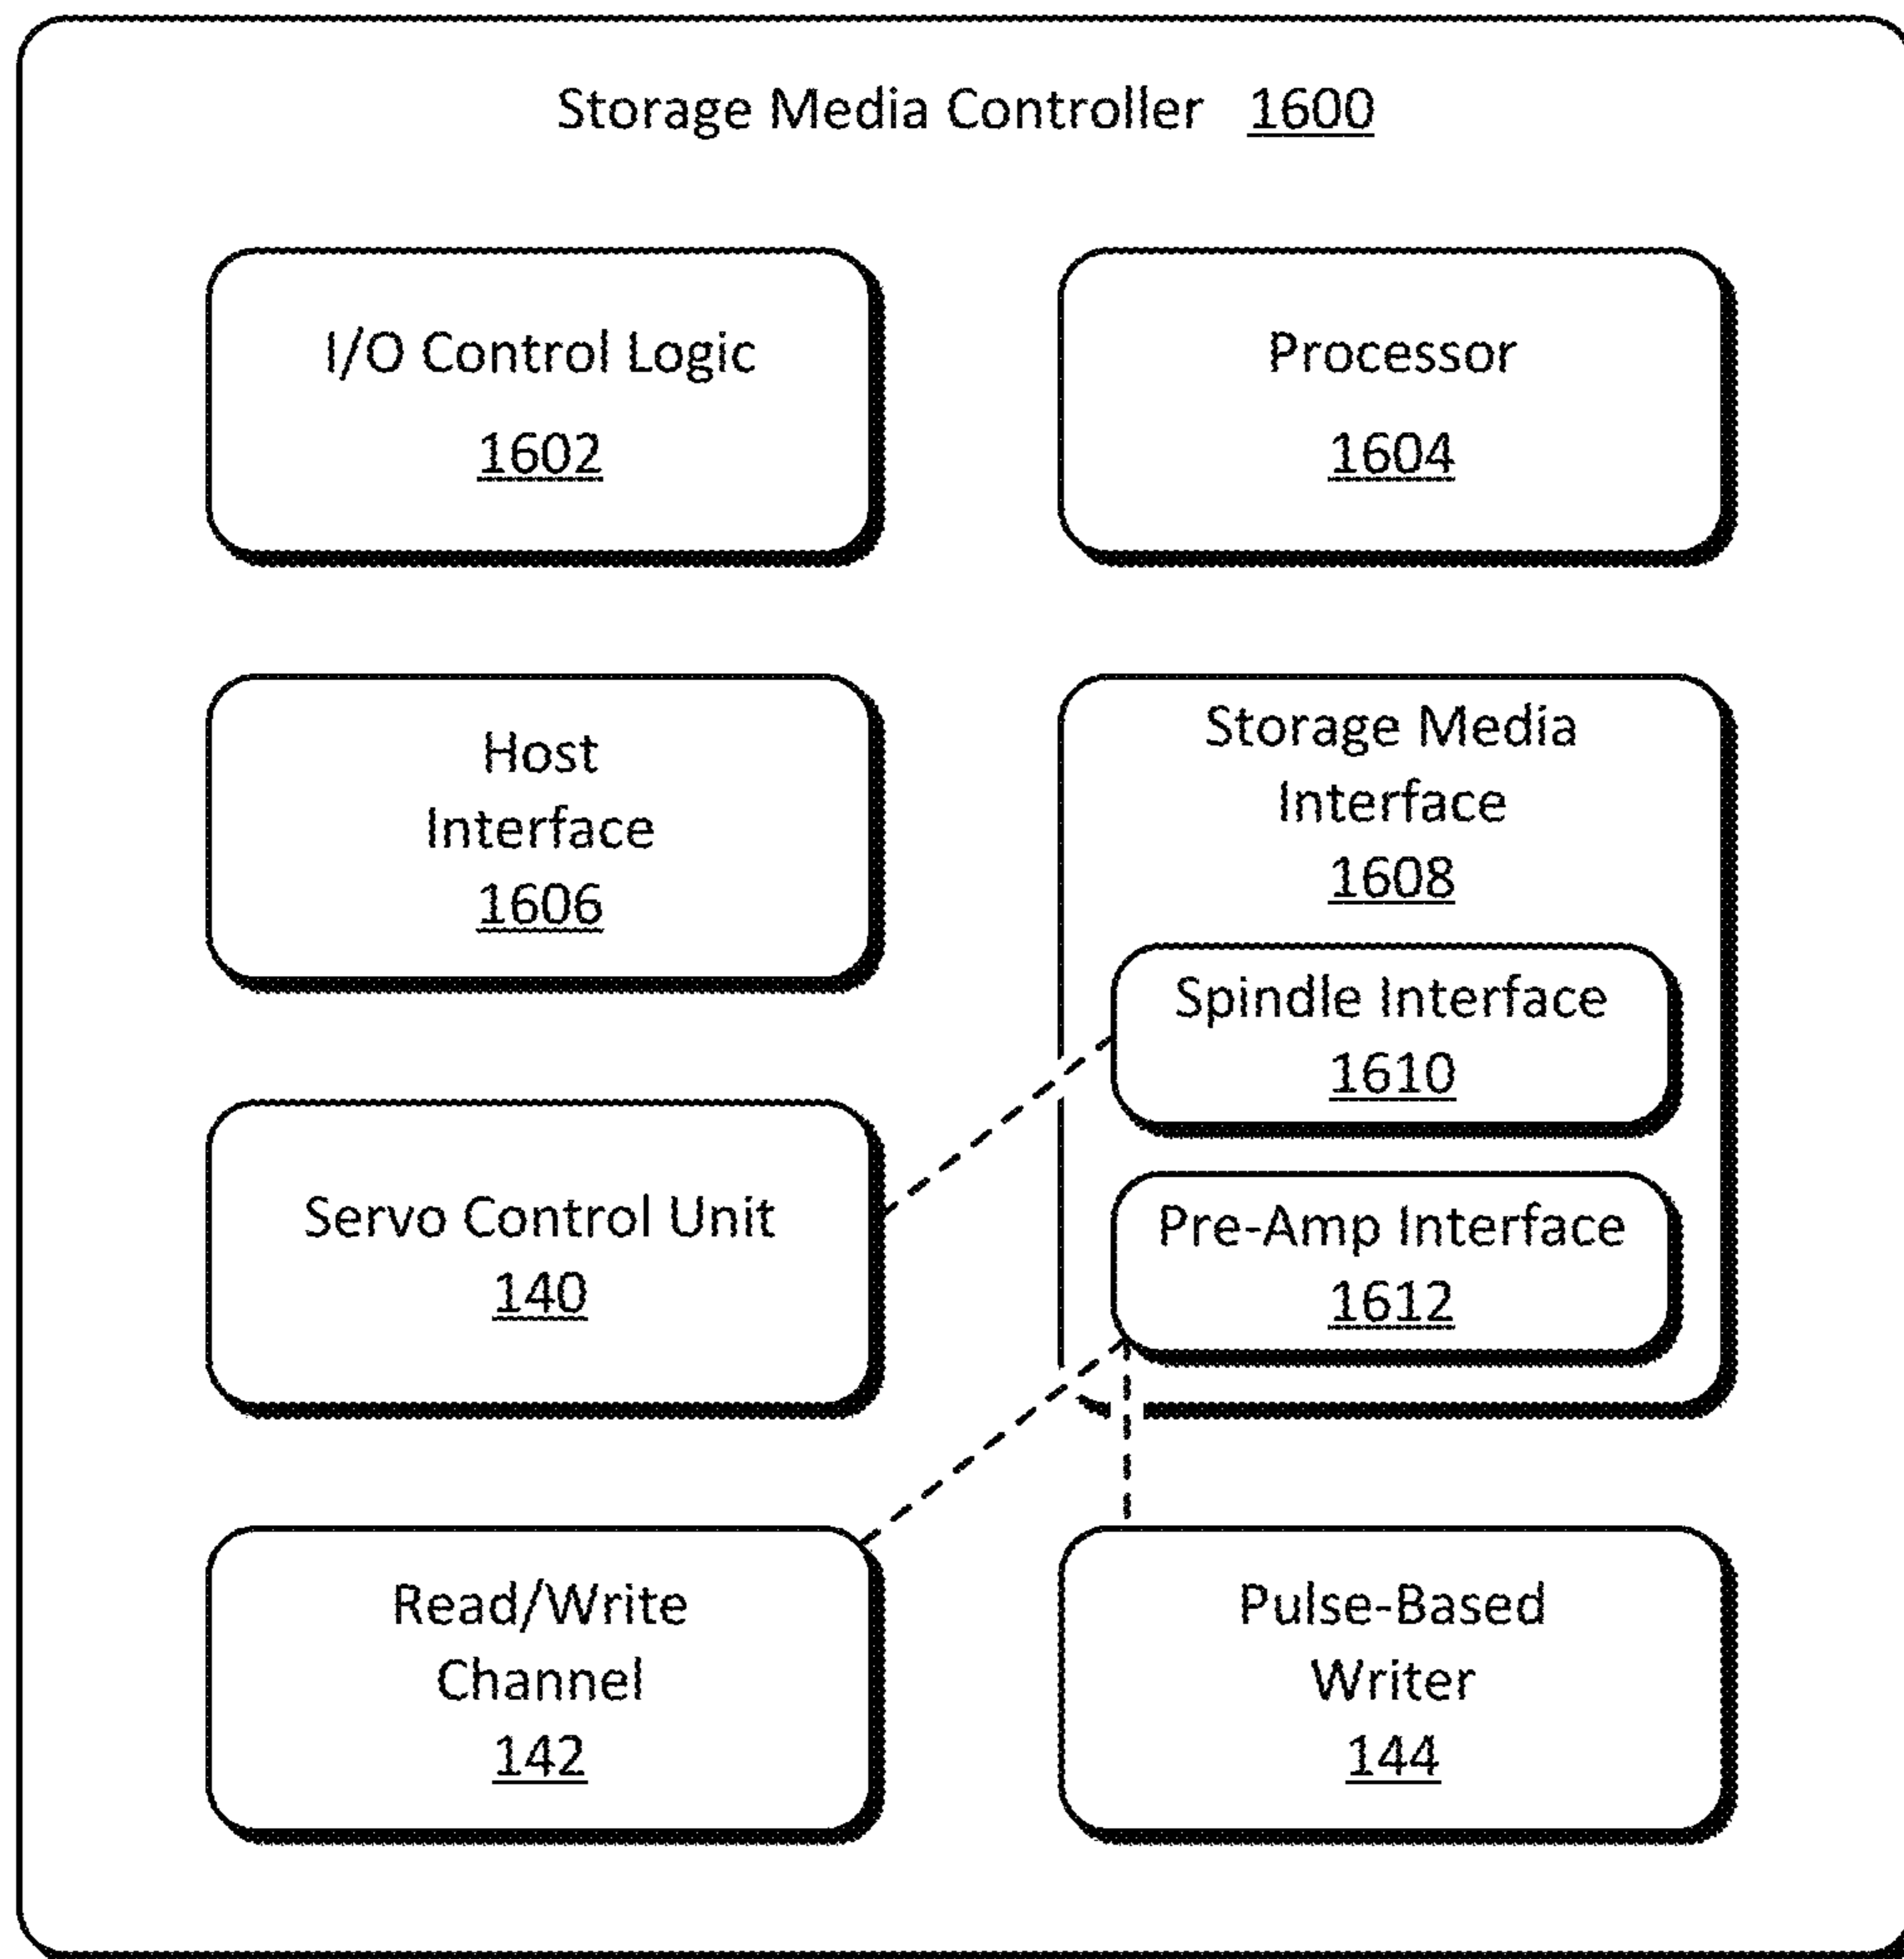 Storage Media Controller 1600
I/O Control Logic
1602
Processor
1604
Host
Interface
1606
Storage Media
Interface
1608
Spindle Interface
1610
Pre-Amp Interface
1612
Servo Control Unit
140
Read/Write
Channel
142
Pulse-Based
Writer
144